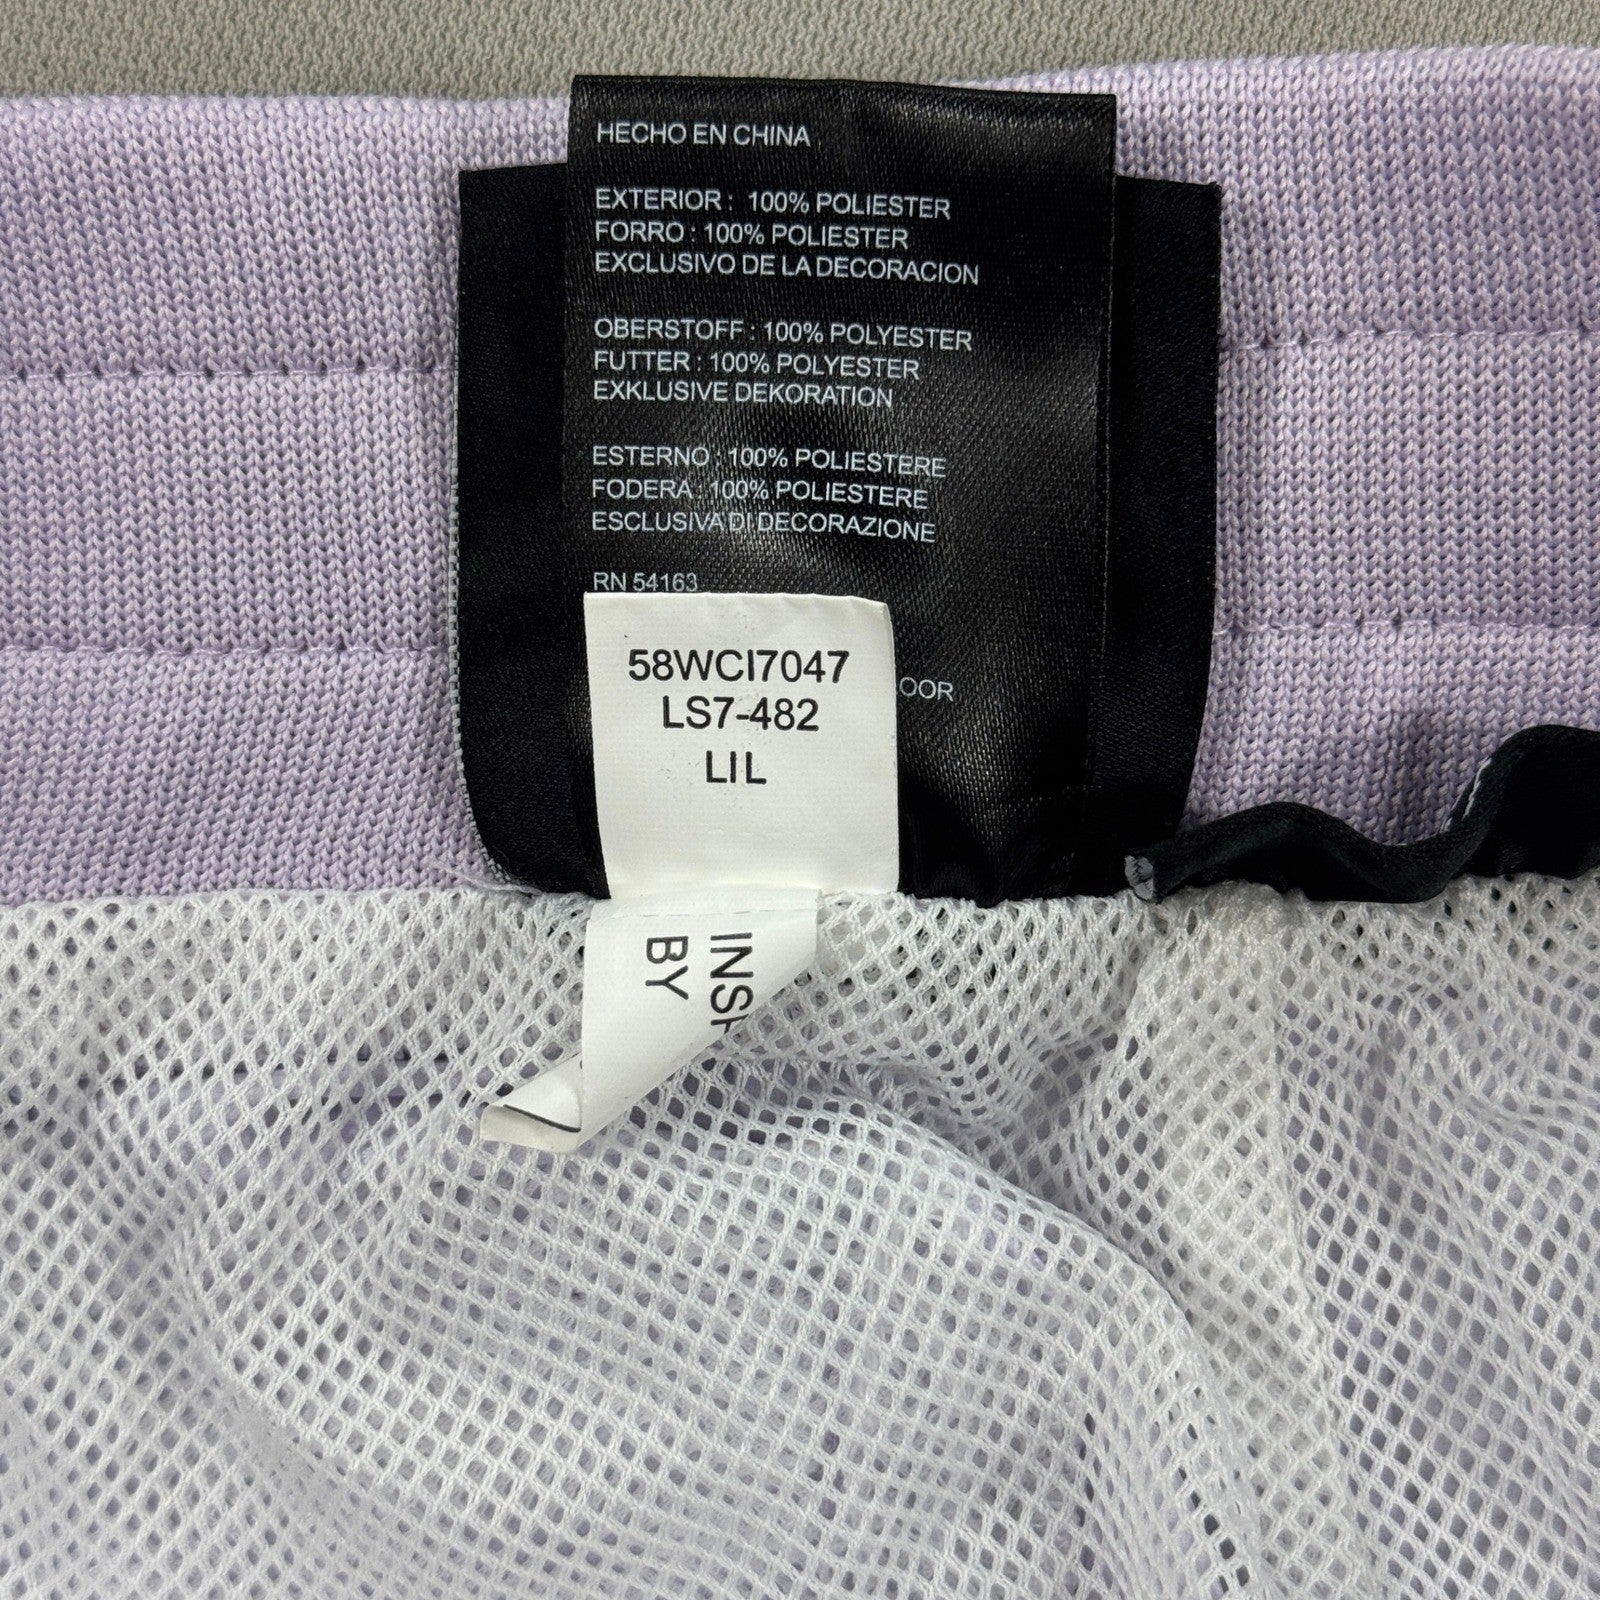 HECHO EN CHINA
EXTERIOR : 100% POLIESTER
FORRO : 100% POLIESTER
EXCLUSIVO DE LA DECORACION
OBERSTOFF : 100% POLYESTER
FUTTER : 100% POLYESTER
EXKLUSIVE DEKORATION
ESTERNO : 100% POLIESTERE
FODERA : 100% POLIESTERE
ESCLUSIVA DI DECORAZIONE
RN 54163
58WCI7047
LS7-482
LIL
BY